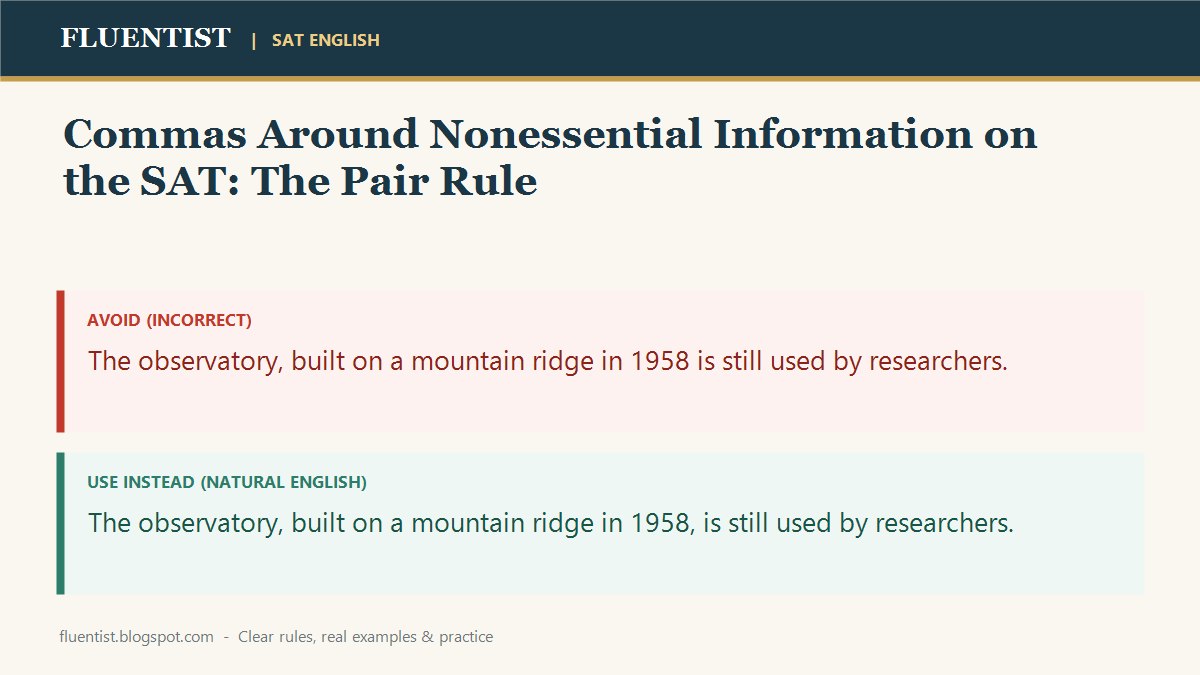 FLUENTIST | SAT ENGLISH
Commas Around Nonessential Information on
the SAT: The Pair Rule
AVOID (INCORRECT)
The observatory, built on a mountain ridge in 1958 is still used by researchers.
USE INSTEAD (NATURAL ENGLISH)
The observatory, built on a mountain ridge in 1958, is still used by researchers.
fluentist.blogspot.com - Clear rules, real examples & practice